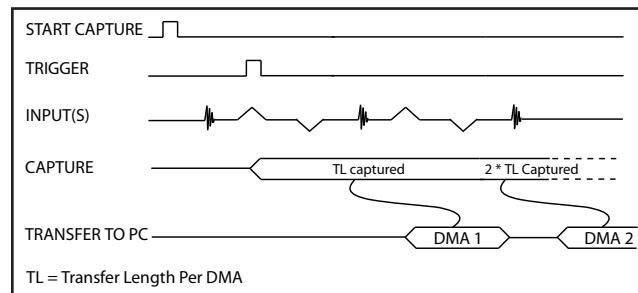 START CAPTURE
TRIGGER
INPUT(S)
CAPTURE
TL captured
2 * TL Captured
TRANSFER TO PC
DMA 1
DMA 2
TL = Transfer Length Per DMA